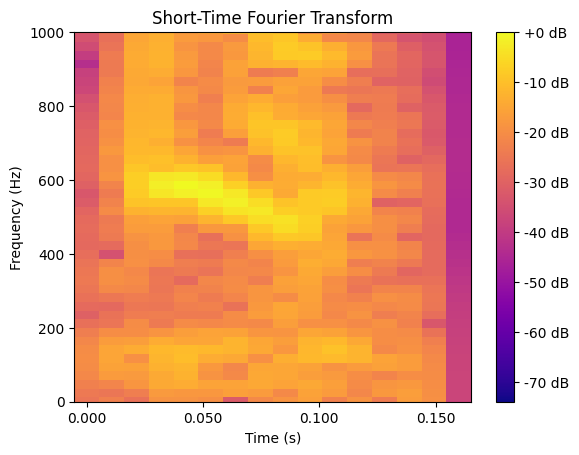 Short-Time Fourier Transform
1000
800
600
400
200
0
Frequency (Hz)
0.000
0.050
0.100
0.150
Time (s)
+0 dB
-10 dB
-20 dB
-30 dB
-40 dB
-50 dB
-60 dB
-70 dB